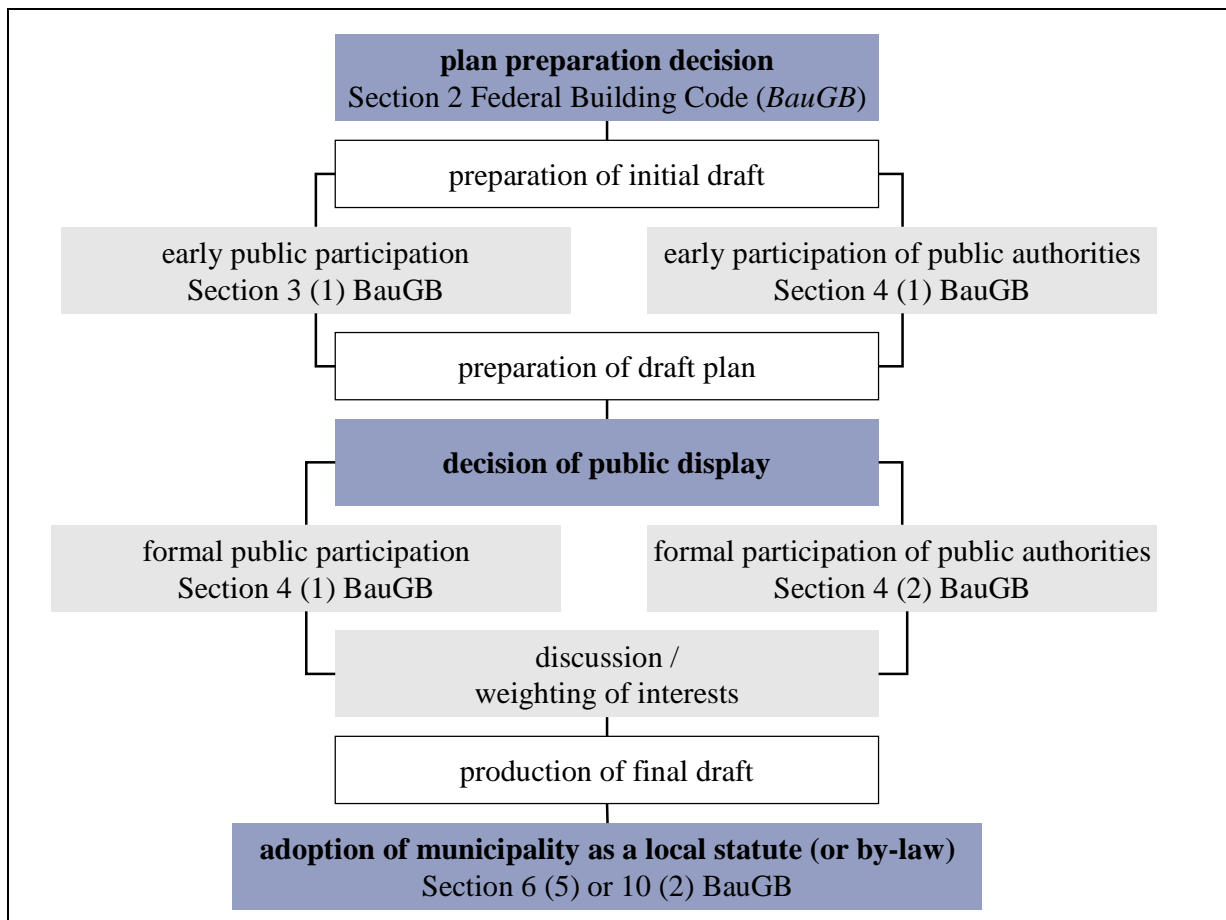 plan preparation decision
Section 2 Federal Building Code (BauGB)
preparation of initial draft
early public participation
Section 3 (1) BauGB
early participation of public authorities
Section 4 (1) BauGB
preparation of draft plan
decision of public display
formal public participation
Section 4 (1) BauGB
formal participation of public authorities
Section 4 (2) BauGB
discussion /
weighting of interests
production of final draft
adoption of municipality as a local statute (or by-law)
Section 6 (5) or 10 (2) BauGB